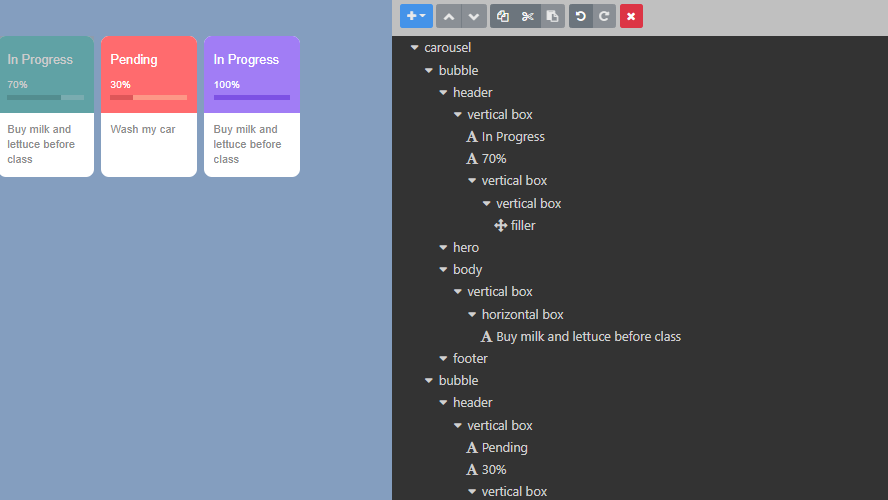 In Progress
70%
Buy milk and
lettuce before
class
Pending
30%
Wash my car
In Progress
100%
Buy milk and
lettuce before
class
carousel
bubble
header
vertical box
A In Progress
A 70%
vertical box
vertical box
filler
hero
body
vertical box
horizontal box
A Buy milk and lettuce before class
footer
bubble
header
vertical box
A Pending
A 30%
vertical box